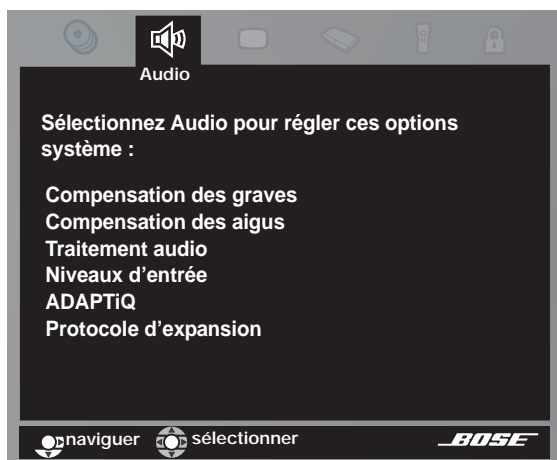 Audio
Sélectionnez Audio pour régler ces options
système :
Compensation des graves
Compensation des aigus
Traitement audio
Niveaux d'entrée
ADAPTiQ
Protocole d'expansion
naviguer sélectionner BOSE